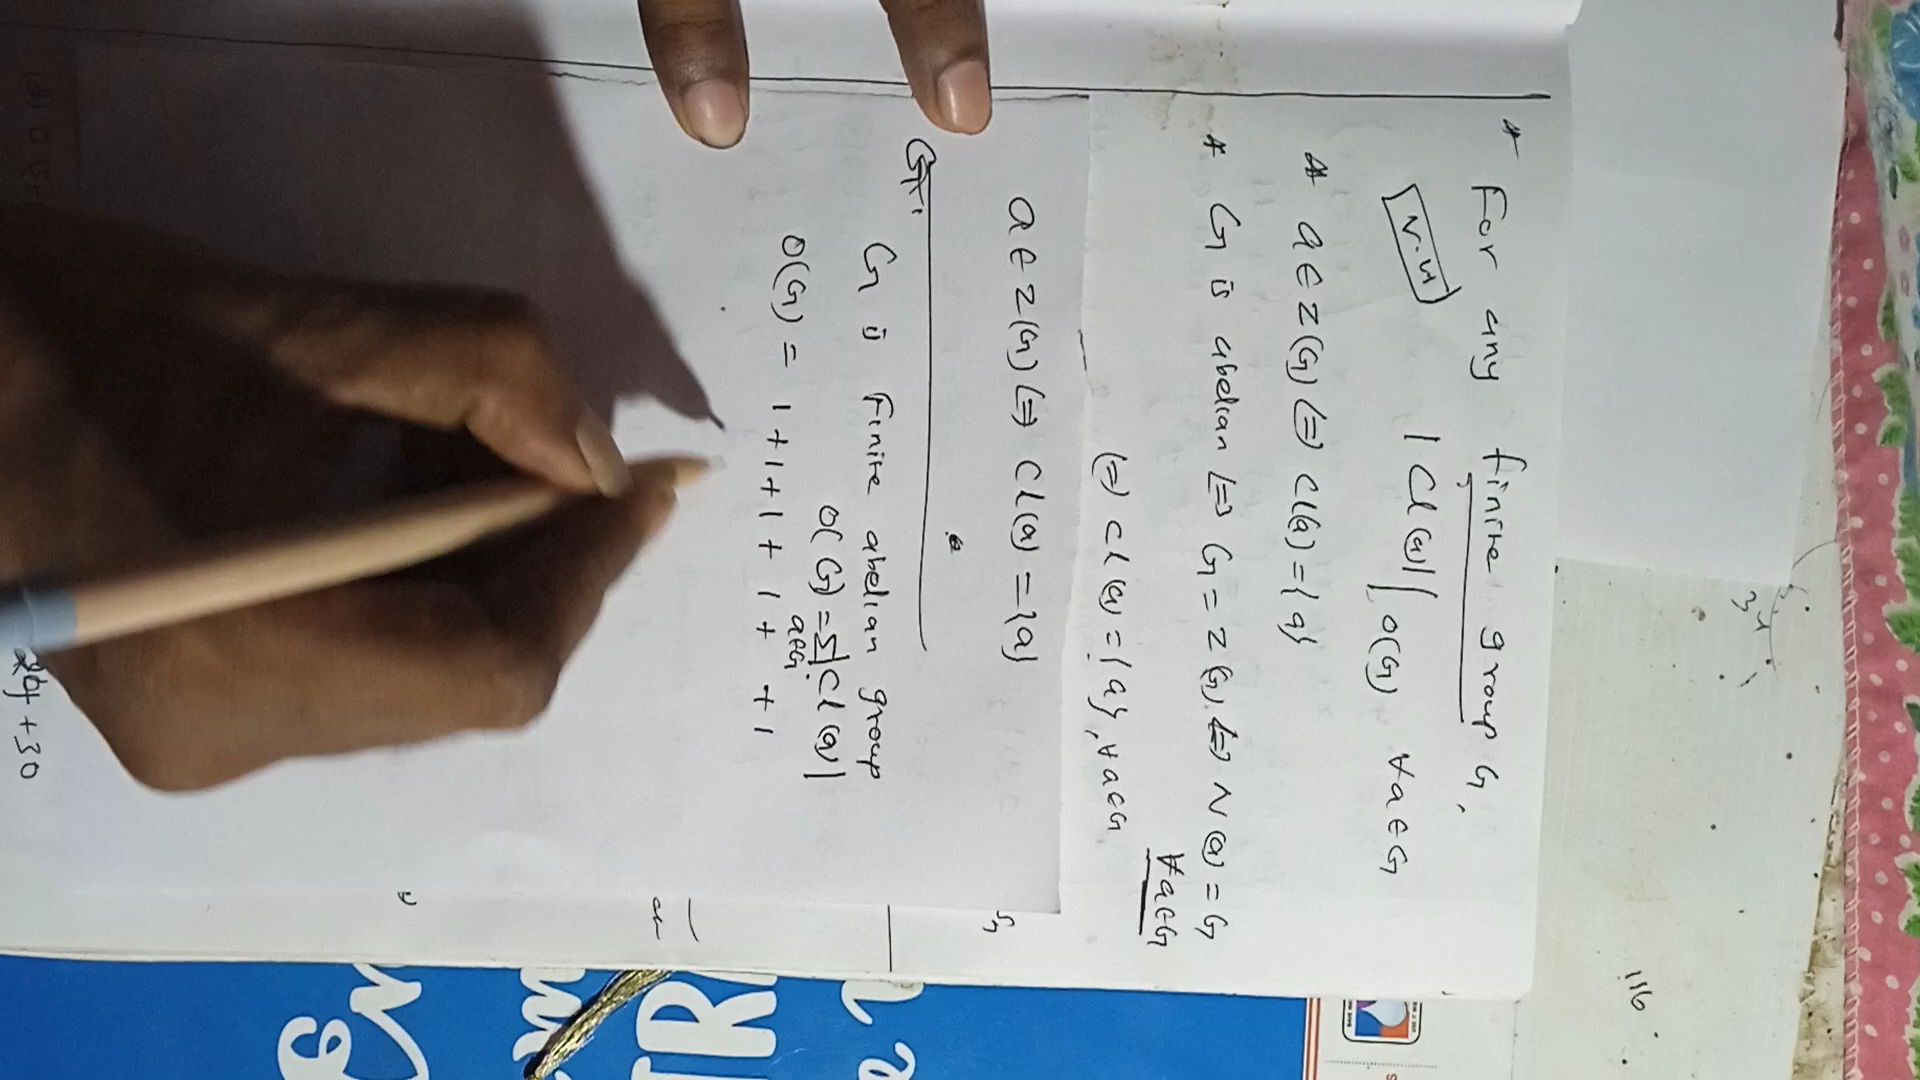 * For any finite group G,
N.H
|Cl(a)| | O(G) ∀a∈G
** a∈Z(G) ⇔ Cl(a)={a}
* G is abelian ⇔ G=Z(G) ⇔ N(a)=G
∀a∈G
⇔ Cl(a)={a}, ∀a∈G
a∈Z(G) ⇔ Cl(a)={a}
G is finite abelian group
O(G)=Σ|Cl(a)|
a∈G
O(G) = 1+1+1+1+ +1
+30
116